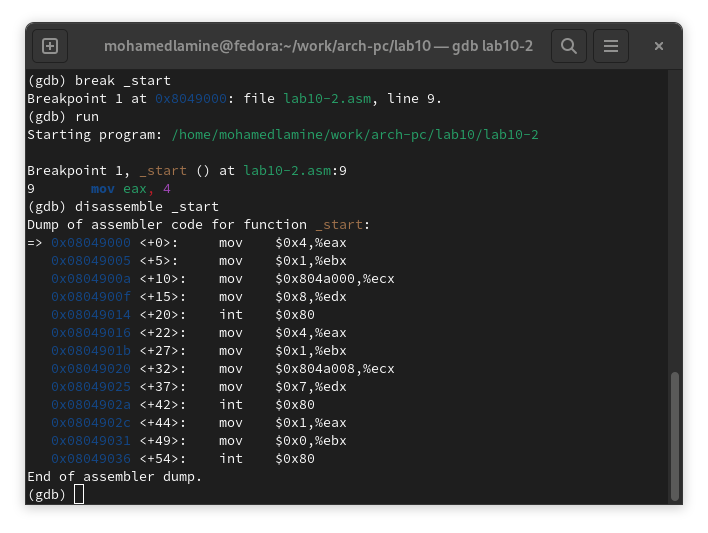 mohamedlamine@fedora:~/work/arch-pc/lab10 — gdb lab10-2
(gdb) break _start
Breakpoint 1 at 0x8049000: file lab10-2.asm, line 9.
(gdb) run
Starting program: /home/mohamedlamine/work/arch-pc/lab10/lab10-2
Breakpoint 1, _start () at lab10-2.asm:9
9       mov eax, 4
(gdb) disassemble _start
Dump of assembler code for function _start:
=> 0x08049000 <+0>:     mov    $0x4,%eax
   0x08049005 <+5>:     mov    $0x1,%ebx
   0x0804900a <+10>:    mov    $0x804a000,%ecx
   0x0804900f <+15>:    mov    $0x8,%edx
   0x08049014 <+20>:    int    $0x80
   0x08049016 <+22>:    mov    $0x4,%eax
   0x0804901b <+27>:    mov    $0x1,%ebx
   0x08049020 <+32>:    mov    $0x804a008,%ecx
   0x08049025 <+37>:    mov    $0x7,%edx
   0x0804902a <+42>:    int    $0x80
   0x0804902c <+44>:    mov    $0x1,%eax
   0x08049031 <+49>:    mov    $0x0,%ebx
   0x08049036 <+54>:    int    $0x80
End of assembler dump.
(gdb)